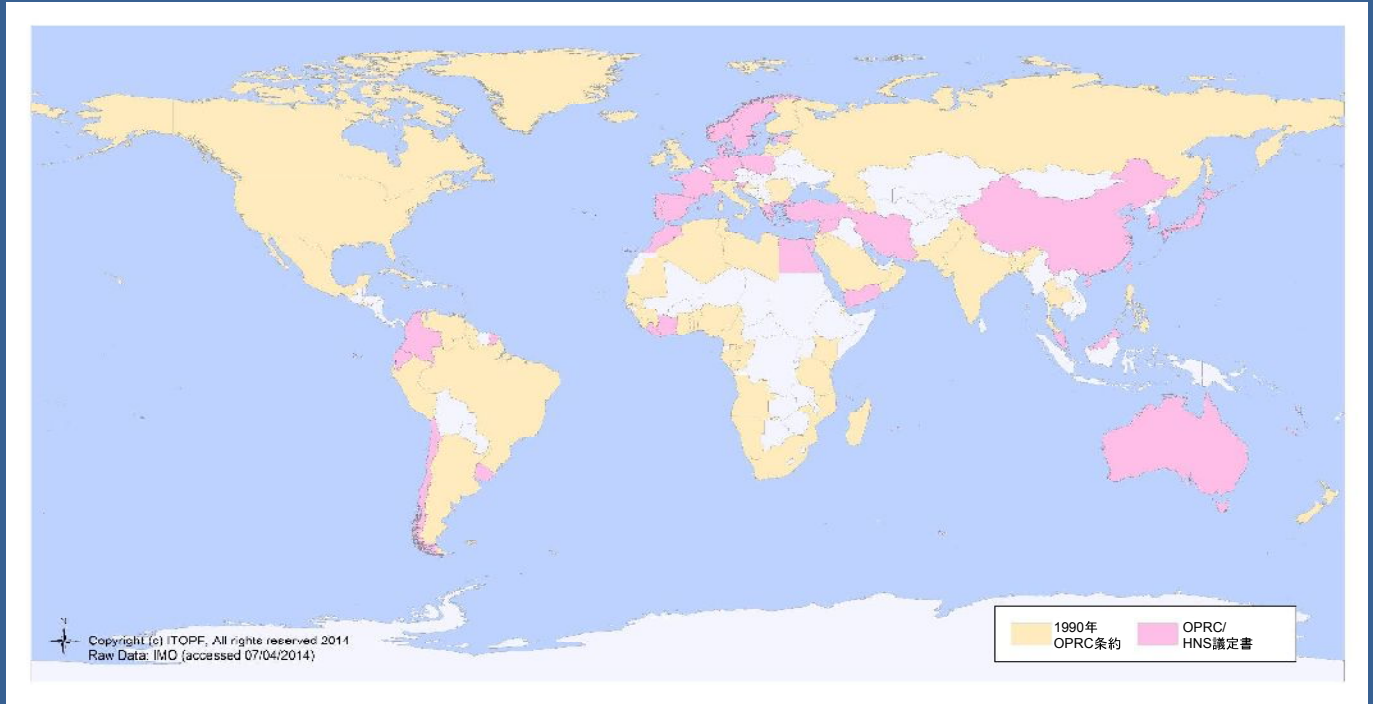 N
Copyright (c) ITOPF, All rights reserved 2014
Raw Data: IMO (accessed 07/04/2014)
1990年
OPRC条約
OPRC/
HNS議定書